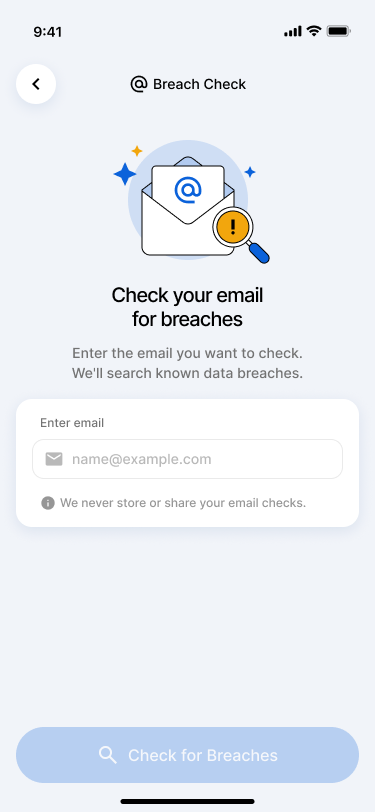 9:41
Breach Check
Check your email
for breaches
Enter the email you want to check.
We'll search known data breaches.
Enter email
name@example.com
We never store or share your email checks.
Check for Breaches